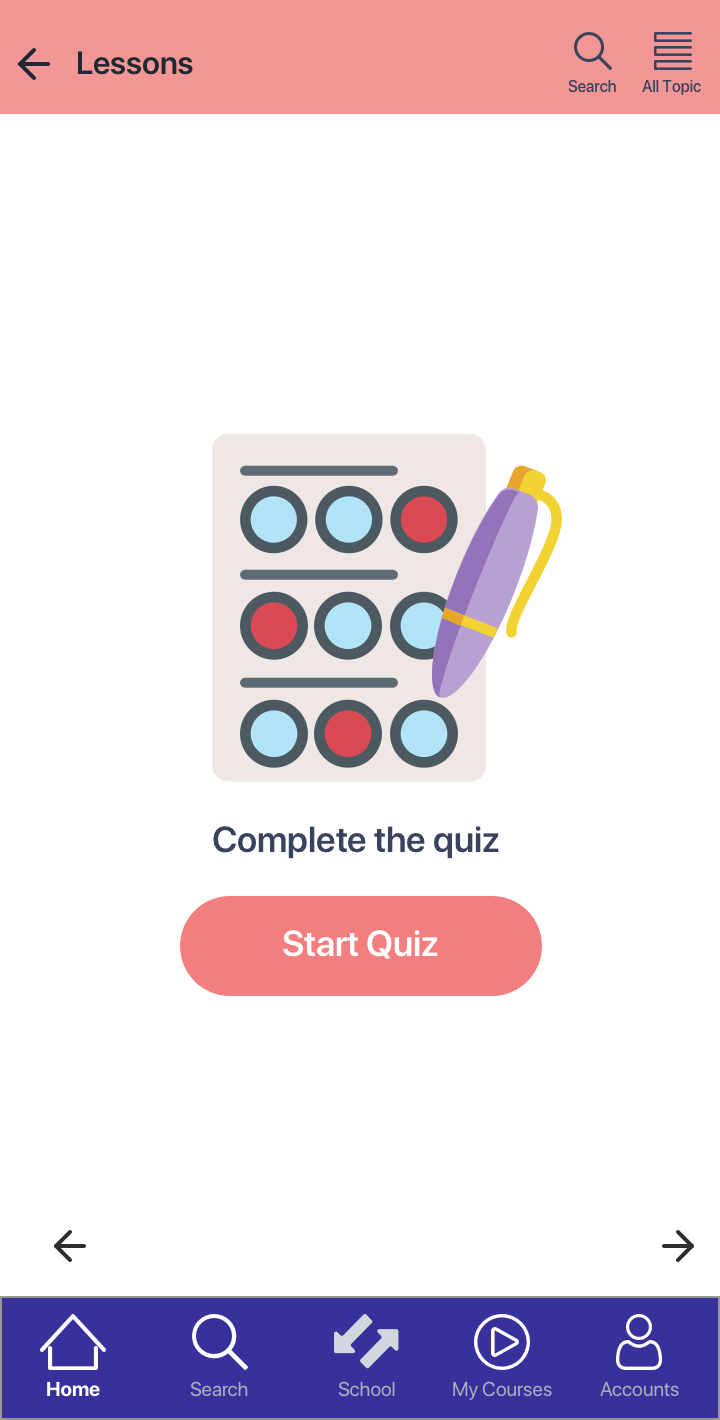 Lessons
Search
All Topic
Complete the quiz
Start Quiz
Home
Search
School
My Courses
Accounts